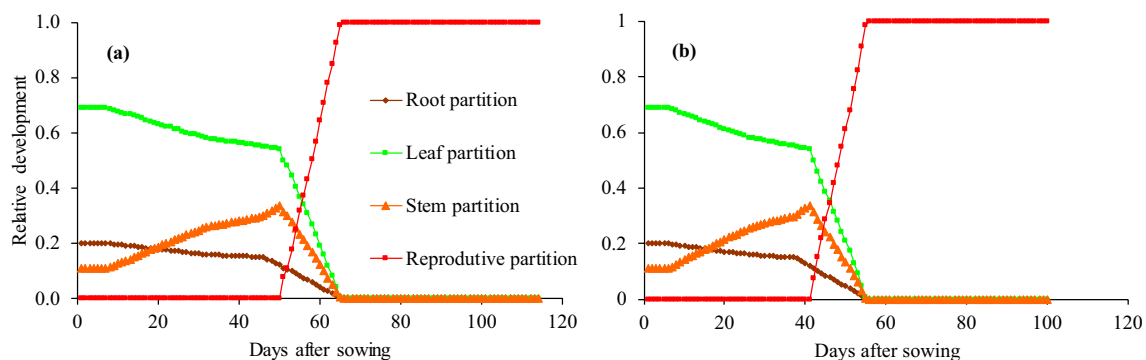 1.0
0.8
0.6
0.4
0.2
0.0
Relative development
(a)
Root partition
Leaf partition
Stem partition
Reprodutive partition
0 20 40 60 80 100 120
Days after sowing
1
0.8
0.6
0.4
0.2
0
(b)
0 20 40 60 80 100 120
Days after sowing